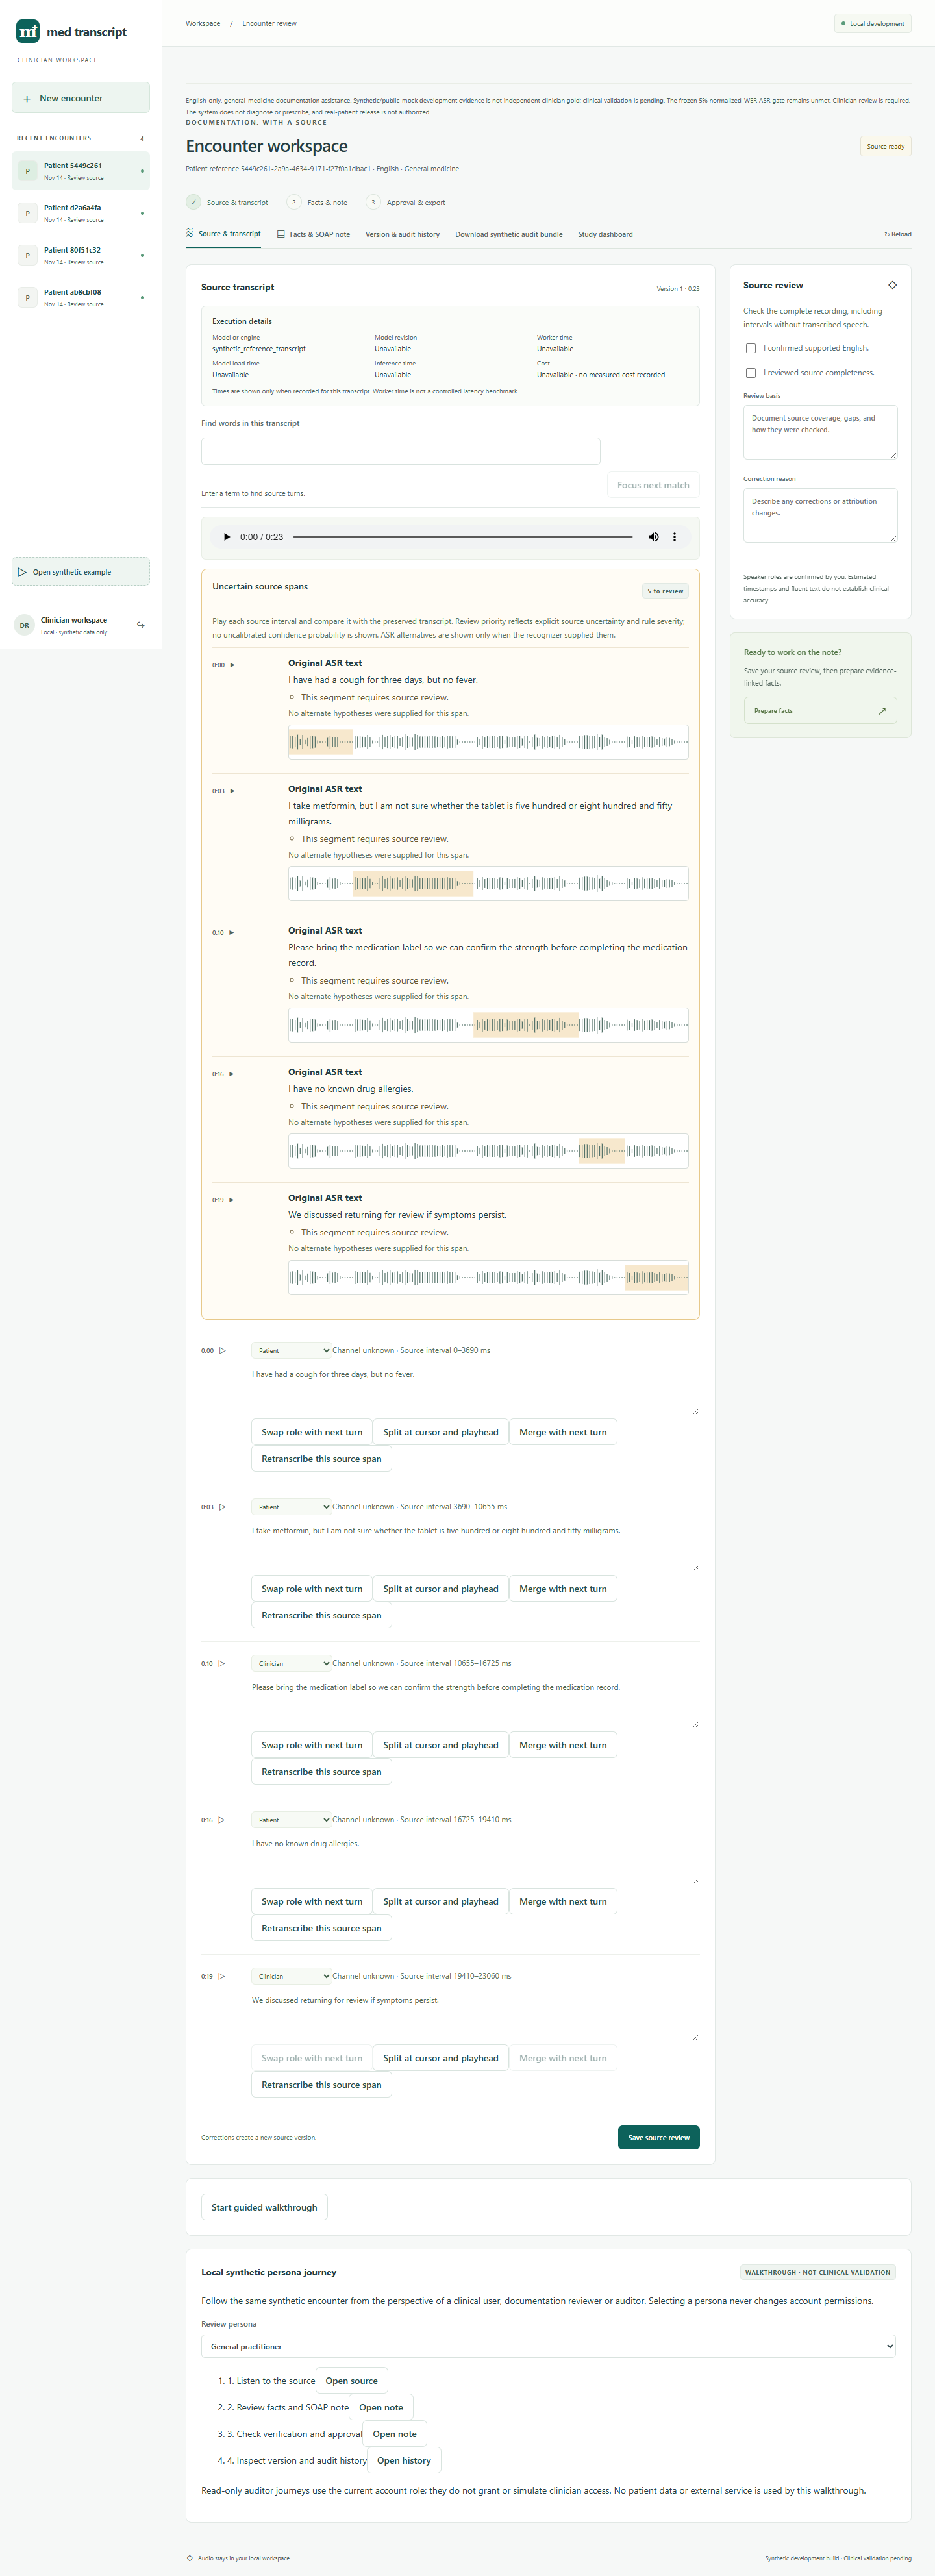 mt med transcript
CLINICIAN WORKSPACE
+ New encounter
RECENT ENCOUNTERS 4
P Patient 5449c261
Nov 14 · Review source
P Patient d2a6a4fa
Nov 14 · Review source
P Patient 80f51c32
Nov 14 · Review source
P Patient ab8cbf08
Nov 14 · Review source
Open synthetic example
DR Clinician workspace
Local · synthetic data only
Workspace / Encounter review
Local development
English-only, general-medicine documentation assistance. Synthetic/public-mock development evidence is not independent clinician gold; clinical validation is pending. The frozen 5% normalized-WER ASR gate remains unmet. Clinician review is required.
The system does not diagnose or prescribe, and real-patient release is not authorized.
DOCUMENTATION, WITH A SOURCE
Encounter workspace
Source ready
Patient reference 5449c261-2a9a-4634-9171-f27f0a1dbac1 · English · General medicine
✓ Source & transcript 2 Facts & note 3 Approval & export
Source & transcript Facts & SOAP note Version & audit history Download synthetic audit bundle Study dashboard ↻ Reload
Source transcript
Version 1 · 0:23
Execution details
Model or engine Model revision Worker time
synthetic_reference_transcript Unavailable Unavailable
Model load time Inference time Cost
Unavailable Unavailable Unavailable · no measured cost recorded
Times are shown only when recorded for this transcript. Worker time is not a controlled latency benchmark.
Find words in this transcript
Focus next match
Enter a term to find source turns.
0:00 / 0:23
Uncertain source spans
5 to review
Play each source interval and compare it with the preserved transcript. Review priority reflects explicit source uncertainty and rule severity;
no uncalibrated confidence probability is shown. ASR alternatives are shown only when the recognizer supplied them.
0:00 ▶ Original ASR text
I have had a cough for three days, but no fever.
This segment requires source review.
No alternate hypotheses were supplied for this span.
0:03 ▶ Original ASR text
I take metformin, but I am not sure whether the tablet is five hundred or eight hundred and fifty
milligrams.
This segment requires source review.
No alternate hypotheses were supplied for this span.
0:10 ▶ Original ASR text
Please bring the medication label so we can confirm the strength before completing the medication
record.
This segment requires source review.
No alternate hypotheses were supplied for this span.
0:16 ▶ Original ASR text
I have no known drug allergies.
This segment requires source review.
No alternate hypotheses were supplied for this span.
0:19 ▶ Original ASR text
We discussed returning for review if symptoms persist.
This segment requires source review.
No alternate hypotheses were supplied for this span.
0:00 Patient Channel unknown · Source interval 0–3690 ms
I have had a cough for three days, but no fever.
Swap role with next turn Split at cursor and playhead Merge with next turn
Retranscribe this source span
0:03 Patient Channel unknown · Source interval 3690–10655 ms
I take metformin, but I am not sure whether the tablet is five hundred or eight hundred and fifty milligrams.
Swap role with next turn Split at cursor and playhead Merge with next turn
Retranscribe this source span
0:10 Clinician Channel unknown · Source interval 10655–16725 ms
Please bring the medication label so we can confirm the strength before completing the medication record.
Swap role with next turn Split at cursor and playhead Merge with next turn
Retranscribe this source span
0:16 Patient Channel unknown · Source interval 16725–19410 ms
I have no known drug allergies.
Swap role with next turn Split at cursor and playhead Merge with next turn
Retranscribe this source span
0:19 Clinician Channel unknown · Source interval 19410–23060 ms
We discussed returning for review if symptoms persist.
Swap role with next turn Split at cursor and playhead Merge with next turn
Retranscribe this source span
Corrections create a new source version.
Save source review
Source review
Check the complete recording, including
intervals without transcribed speech.
I confirmed supported English.
I reviewed source completeness.
Review basis
Document source coverage, gaps, and
how they were checked.
Correction reason
Describe any corrections or attribution
changes.
Speaker roles are confirmed by you. Estimated
timestamps and fluent text do not establish clinical
accuracy.
Ready to work on the note?
Save your source review, then prepare evidence-
linked facts.
Prepare facts ↗
Start guided walkthrough
Local synthetic persona journey
WALKTHROUGH · NOT CLINICAL VALIDATION
Follow the same synthetic encounter from the perspective of a clinical user, documentation reviewer or auditor. Selecting a persona never changes account permissions.
Review persona
General practitioner
1. 1. Listen to the source Open source
2. 2. Review facts and SOAP note Open note
3. 3. Check verification and approval Open note
4. 4. Inspect version and audit history Open history
Read-only auditor journeys use the current account role; they do not grant or simulate clinician access. No patient data or external service is used by this walkthrough.
Audio stays in your local workspace.
Synthetic development build · Clinical validation pending